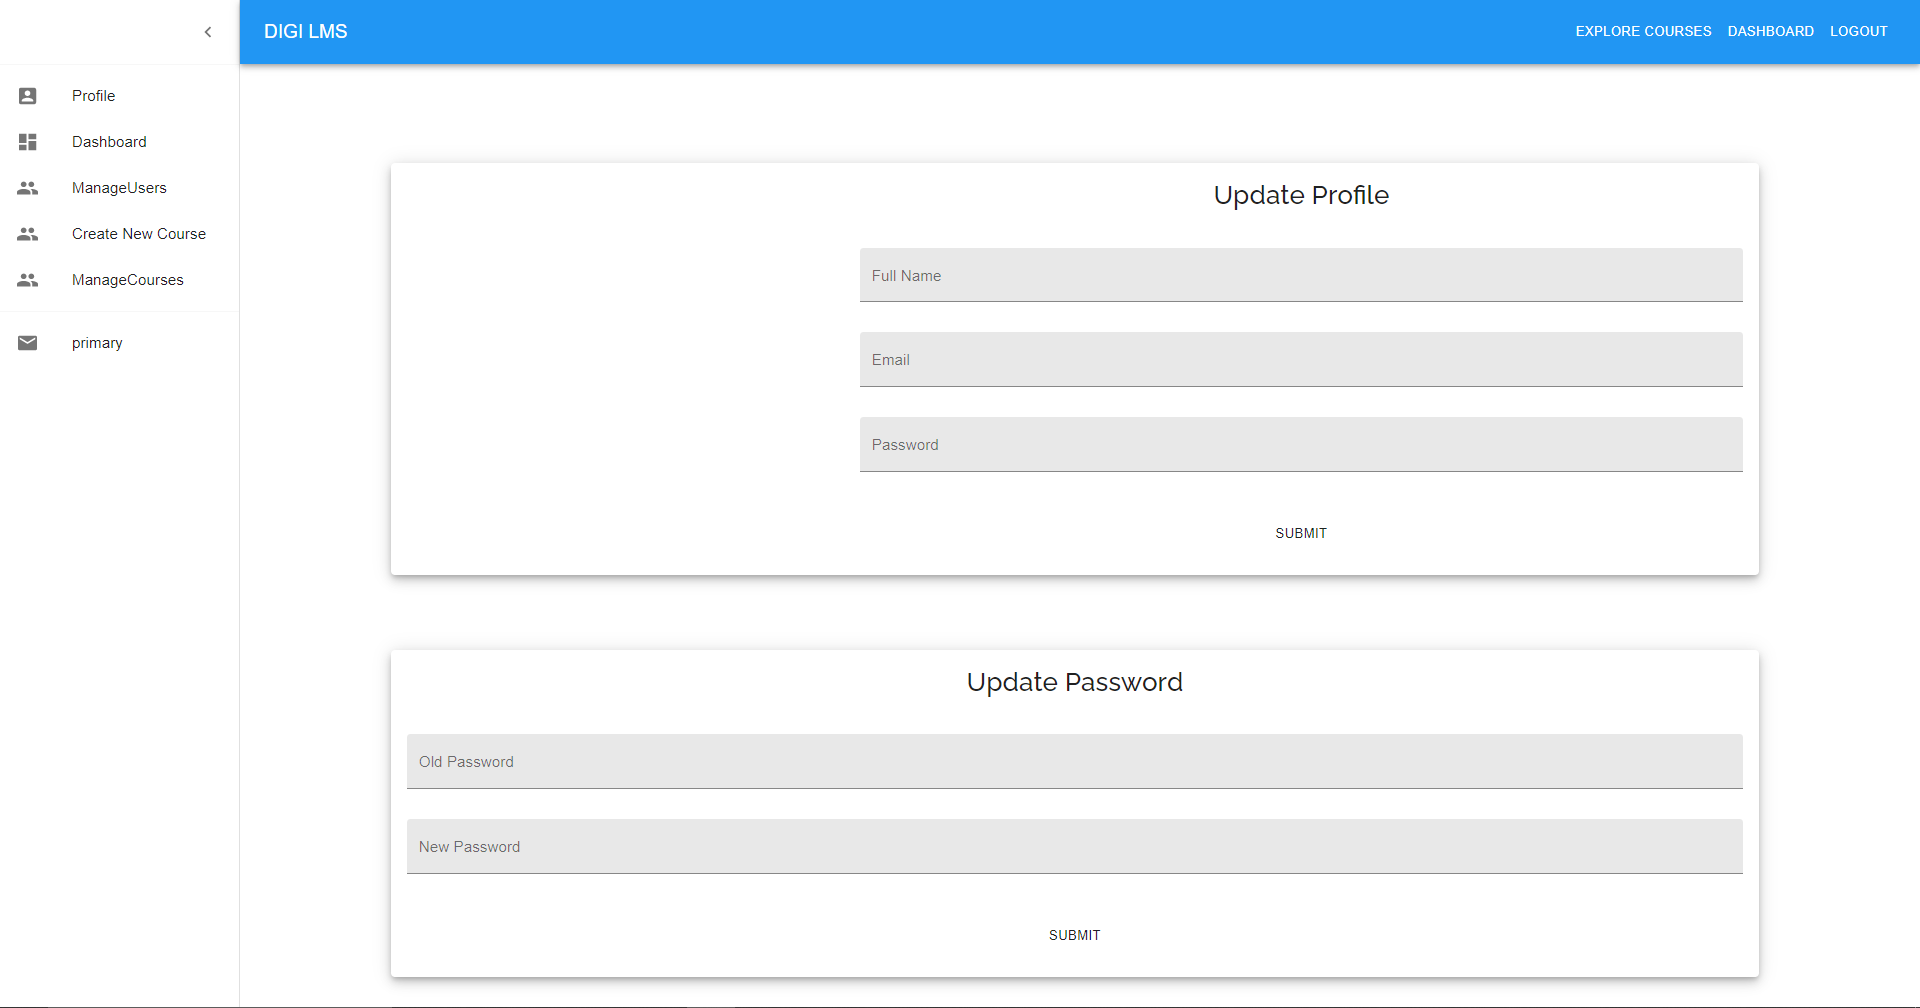 DIGI LMS
EXPLORE COURSES DASHBOARD LOGOUT
Profile
Dashboard
ManageUsers
Create New Course
ManageCourses
primary
Update Profile
Full Name
Email
Password
SUBMIT
Update Password
Old Password
New Password
SUBMIT